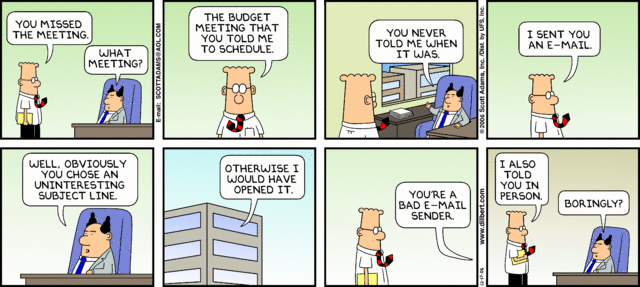 YOU MISSED
THE MEETING.
WHAT
MEETING?
E-mail: SCOTTADAMS@AOL.COM
THE BUDGET
MEETING THAT
YOU TOLD ME
TO SCHEDULE.
YOU NEVER
TOLD ME WHEN
IT WAS.
© 2006 Scott Adams, Inc./Dist. by UFS, Inc.
I SENT YOU
AN E-MAIL.
WELL, OBVIOUSLY
YOU CHOSE AN
UNINTERESTING
SUBJECT LINE.
OTHERWISE I
WOULD HAVE
OPENED IT.
YOU'RE A
BAD E-MAIL
SENDER.
www.dilbert.com
12-17-06
I ALSO
TOLD
YOU IN
PERSON.
BORINGLY?